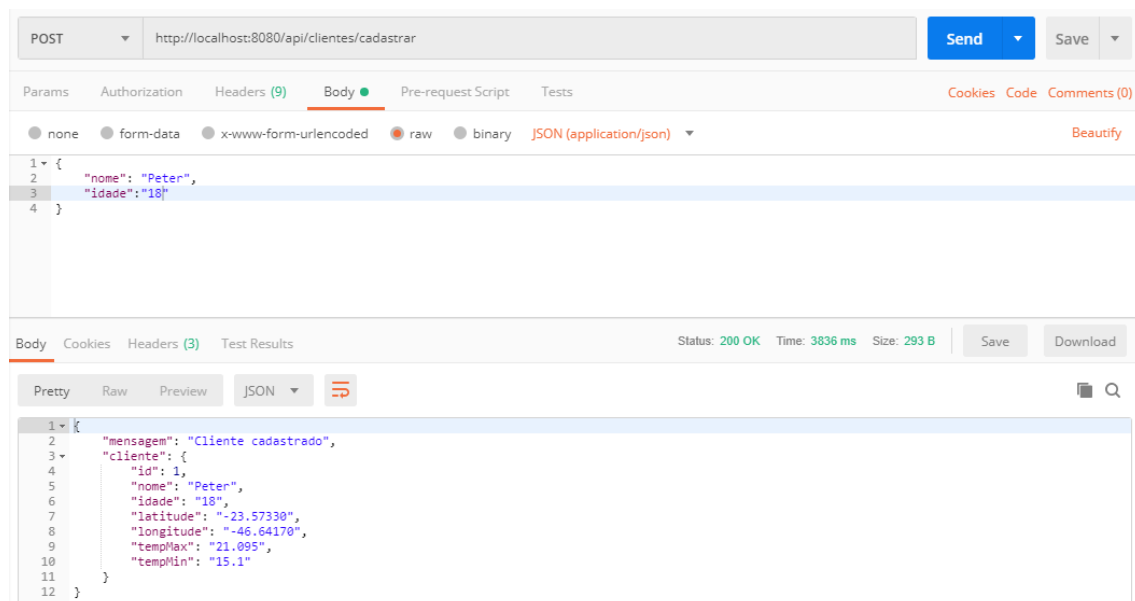 POST http://localhost:8080/api/clientes/cadastrar Send Save
Params Authorization Headers (9) Body Pre-request Script Tests Cookies Code Comments (0)
none form-data x-www-form-urlencoded raw binary JSON (application/json) Beautify
1 {
2 "nome": "Peter",
3 "idade":"18"
4 }
Body Cookies Headers (3) Test Results Status: 200 OK Time: 3836 ms Size: 293 B Save Download
Pretty Raw Preview JSON
1 {
2 "mensagem": "Cliente cadastrado",
3 "cliente": {
4 "id": 1,
5 "nome": "Peter",
6 "idade": "18",
7 "latitude": "-23.57330",
8 "longitude": "-46.64170",
9 "tempMax": "21.095",
10 "tempMin": "15.1"
11 }
12 }